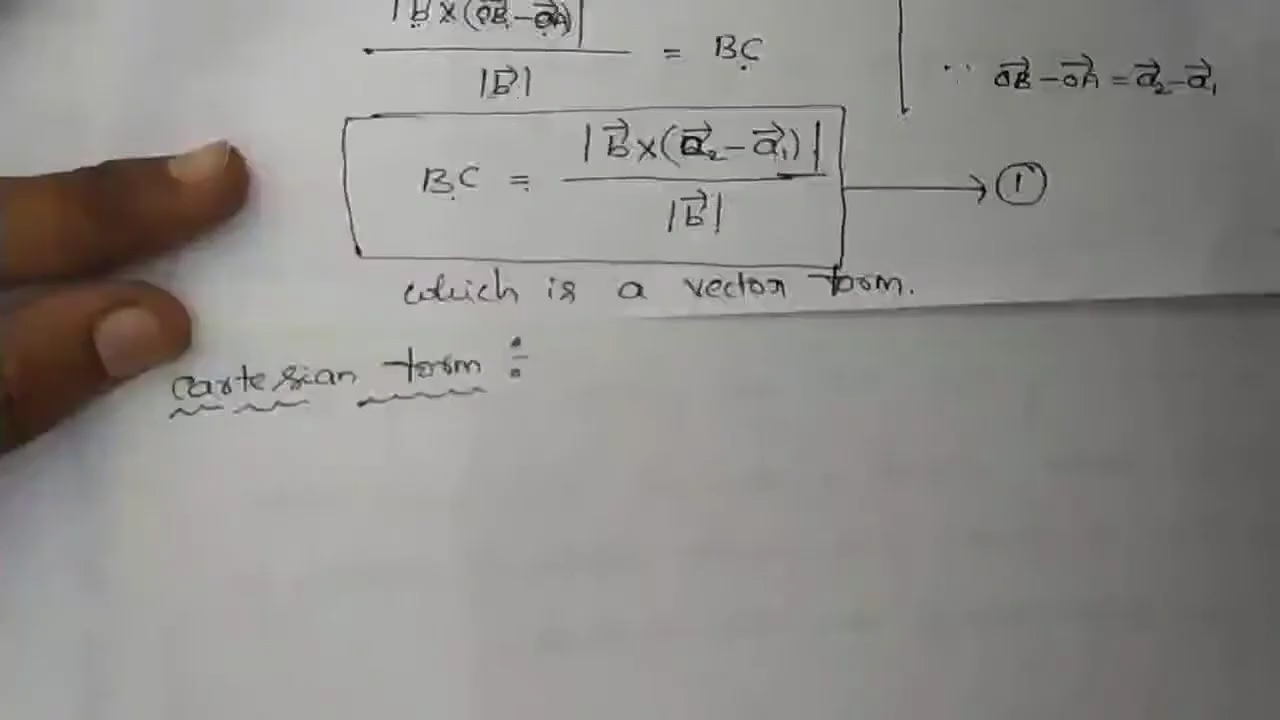 |b⃗ × (OB⃗ − OA⃗)| / |b⃗| = BC
∵ OB⃗ − OA⃗ = a⃗₂ − a⃗₁
BC = |b⃗ × (a⃗₂ − a⃗₁)| / |b⃗| → ①
which is a vector form.
cartesian form :